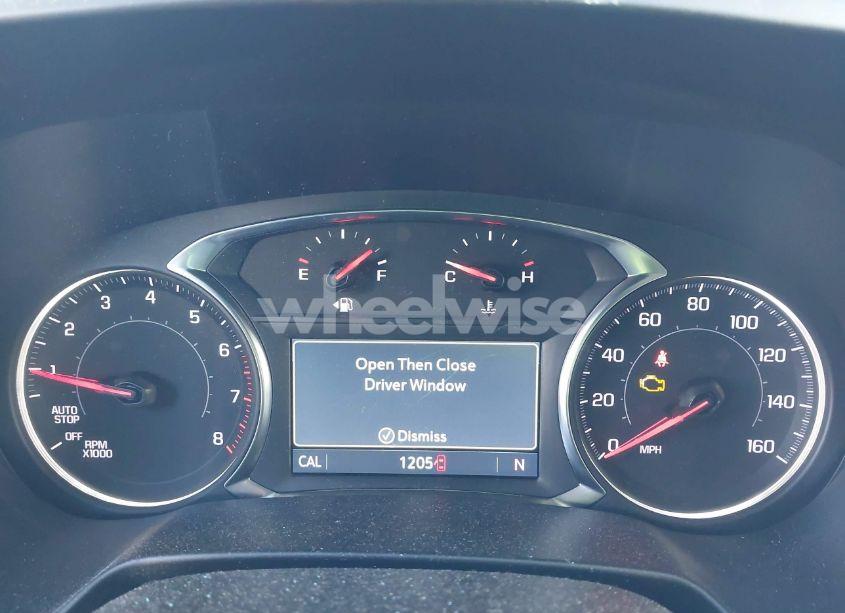 E F
C H
wheelwise
1 2 3 4 5 6 7 8
AUTO
STOP
OFF
RPM
X1000
Open Then Close
Driver Window
Dismiss
CAL 1205 N
0 20 40 60 80 100 120 140 160
0
MPH